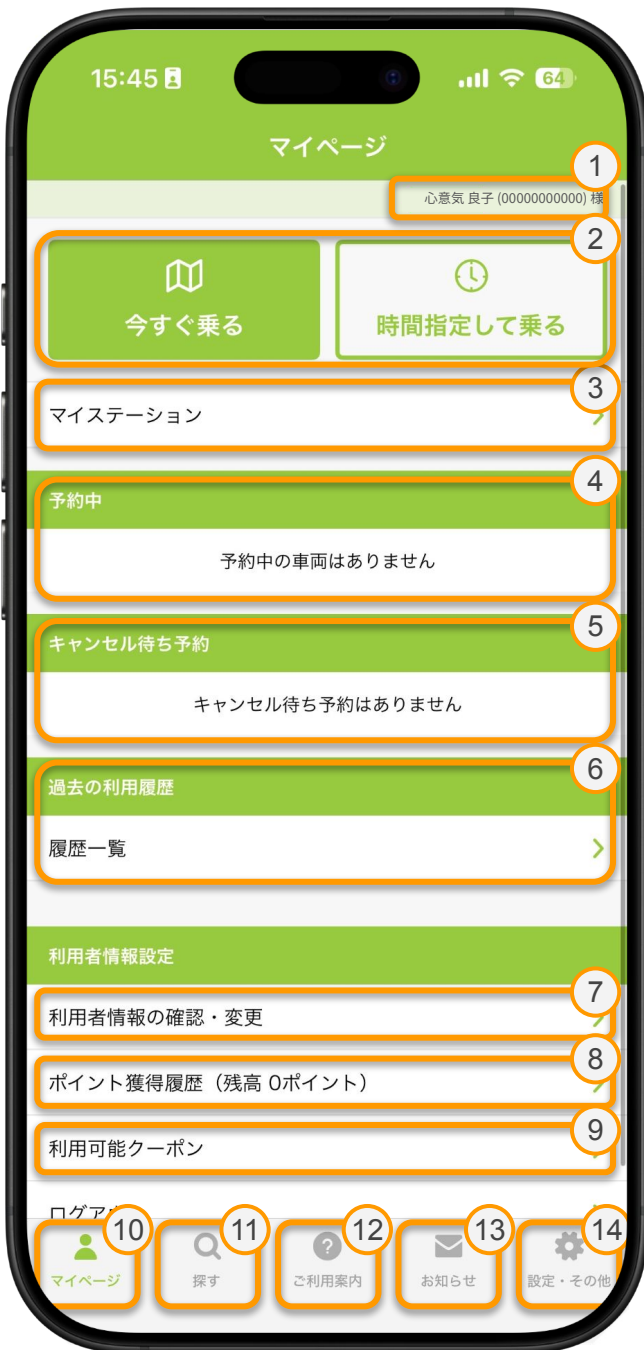 15:45
64
マイページ
1
心意気 良子 (00000000000) 様
2
今すぐ乗る
時間指定して乗る
3
マイステーション
4
予約中
予約中の車両はありません
5
キャンセル待ち予約
キャンセル待ち予約はありません
6
過去の利用履歴
履歴一覧
利用者情報設定
7
利用者情報の確認・変更
8
ポイント獲得履歴（残高 0ポイント）
9
利用可能クーポン
10
11
12
13
14
マイページ
探す
ご利用案内
お知らせ
設定・その他